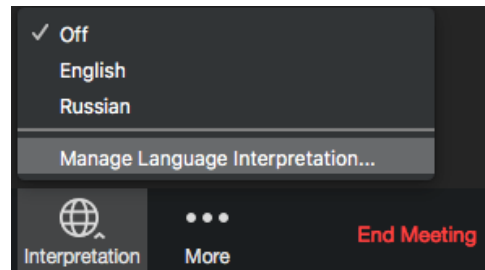 ✓ Off
English
Russian
Manage Language Interpretation...
Interpretation
More
End Meeting